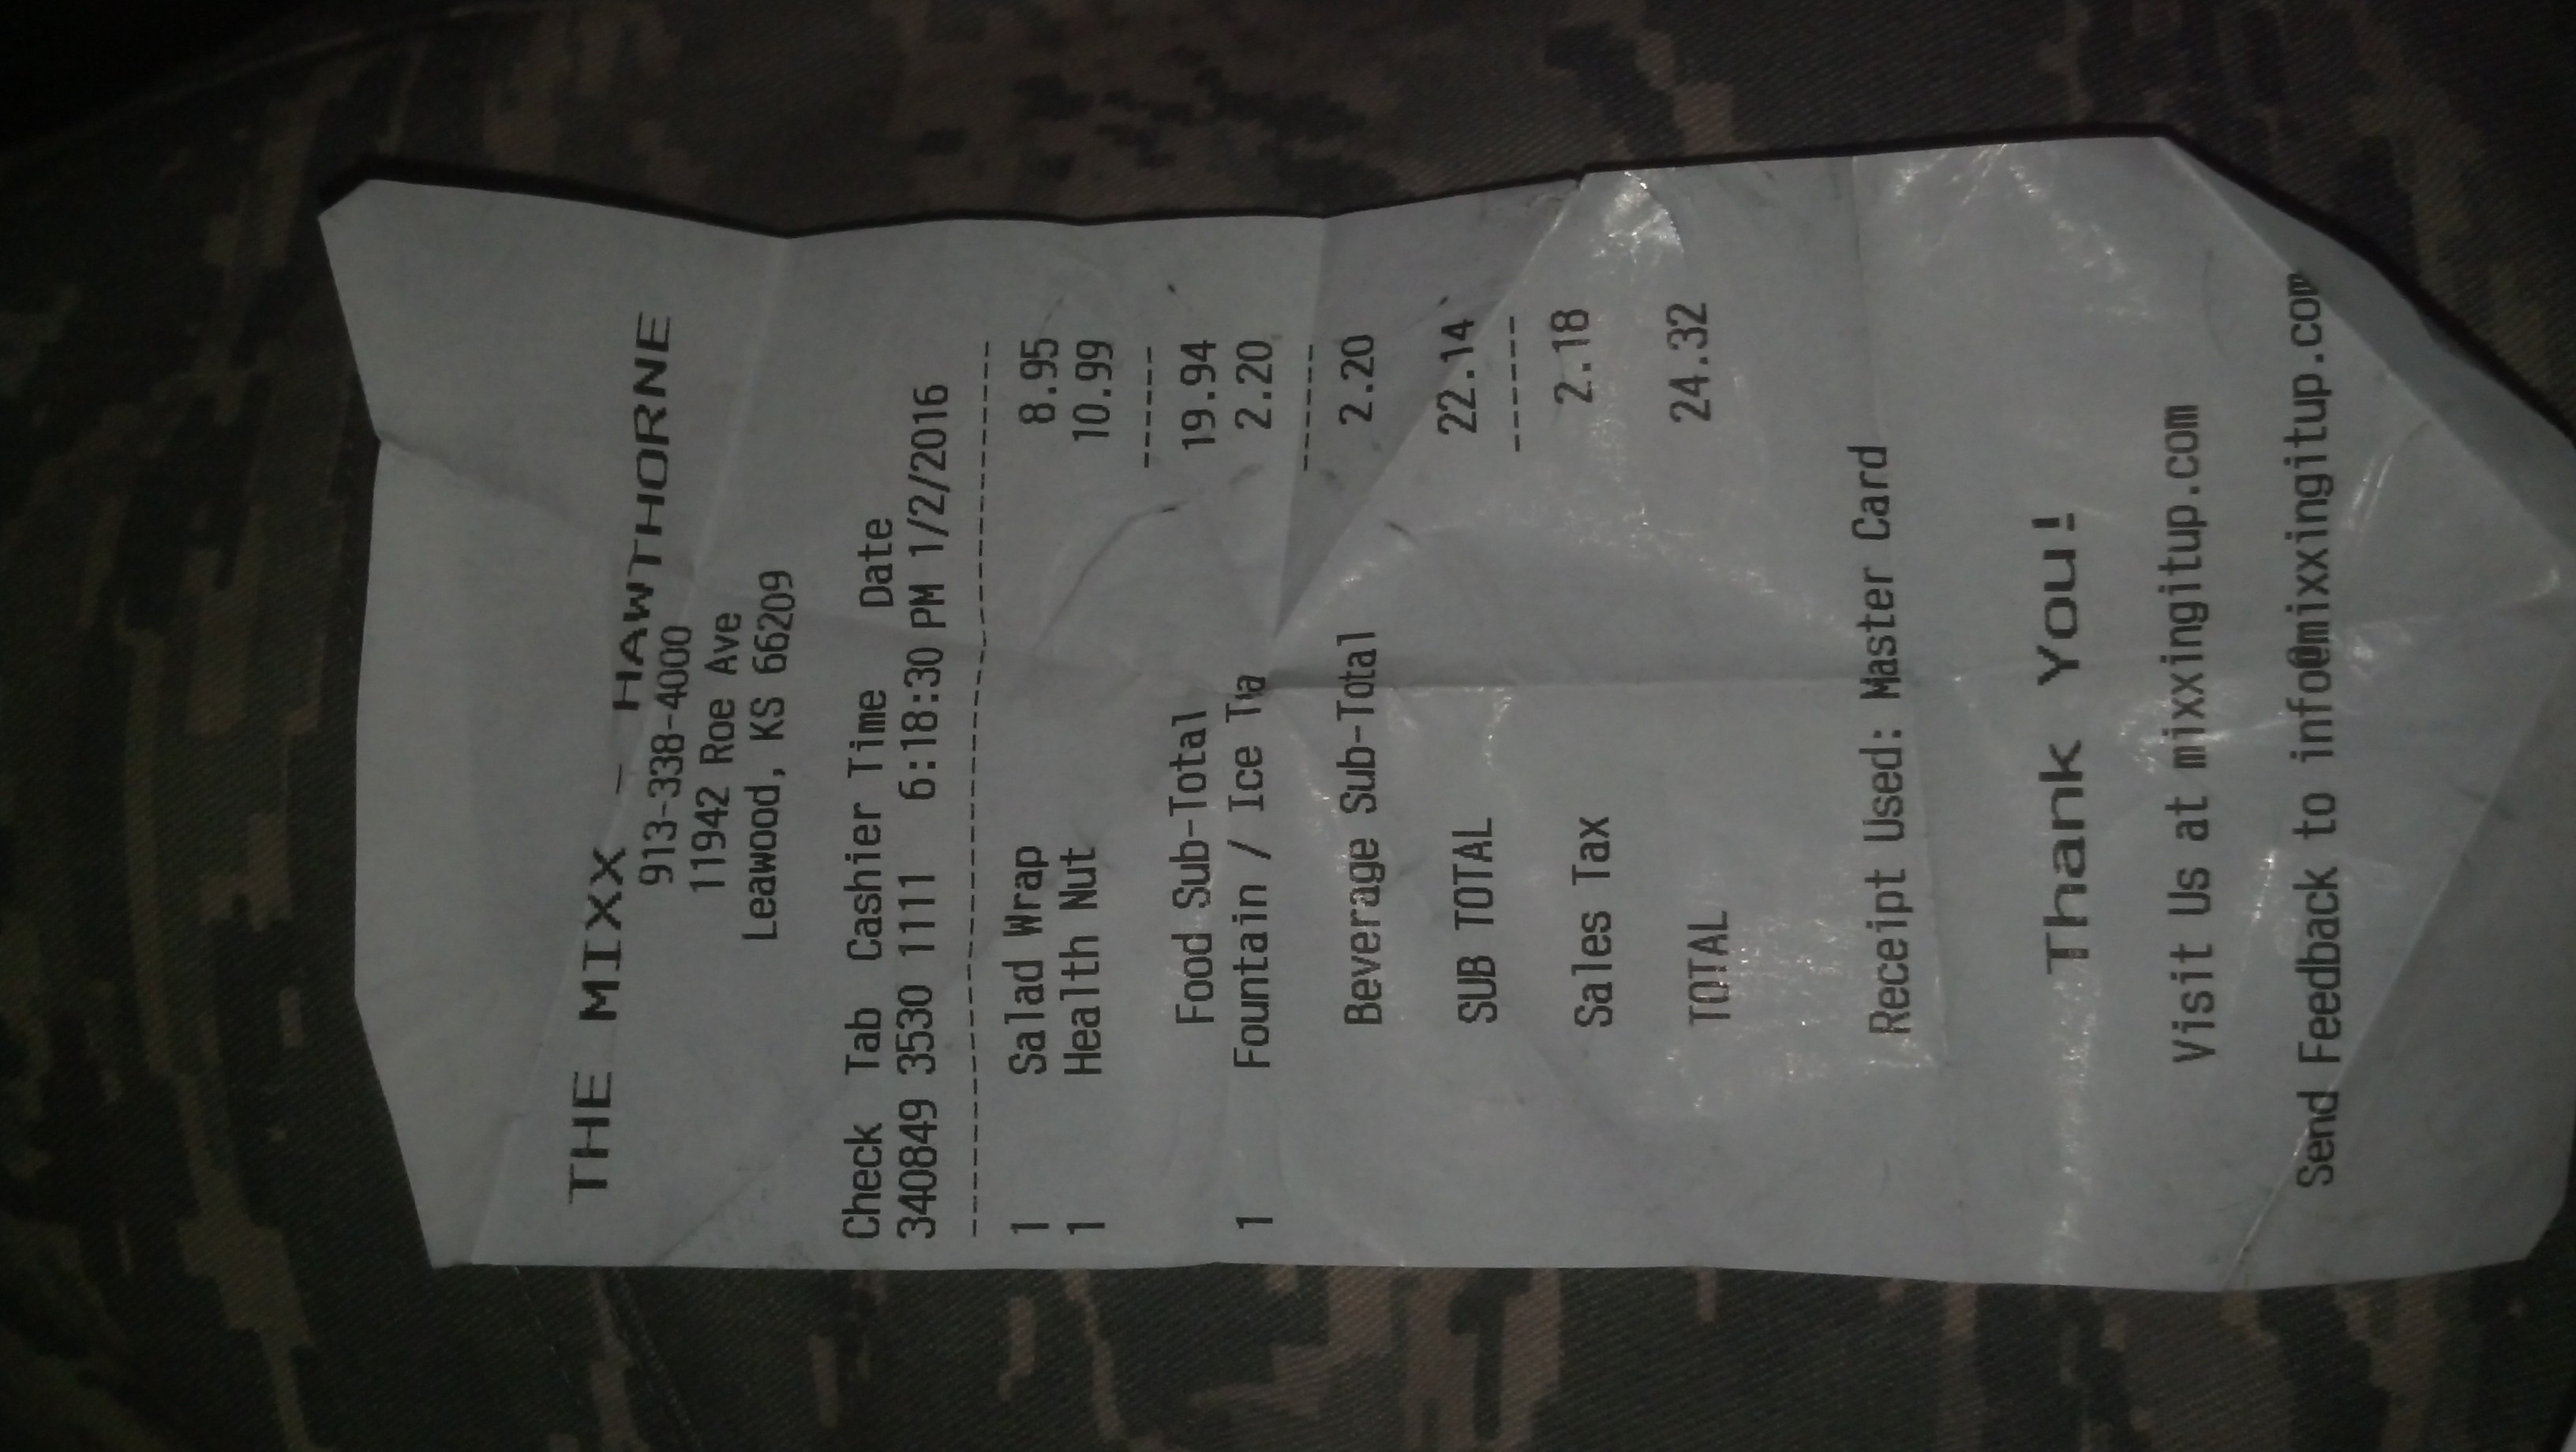 THE MIXX - HAWTHORNE
913-338-4000
11942 Roe Ave
Leawood, KS 66209
Check Tab Cashier Time Date
340849 3530 1111 6:18:30 PM 1/2/2016
1 Salad Wrap 8.95
1 Health Nut 10.99
Food Sub-Total 19.94
1 Fountain / Ice Tea 2.20
Beverage Sub-Total 2.20
SUB TOTAL 22.14
Sales Tax 2.18
TOTAL 24.32
Receipt Used: Master Card
Thank You!
Visit Us at mixxingitup.com
Send Feedback to info@mixxingitup.com